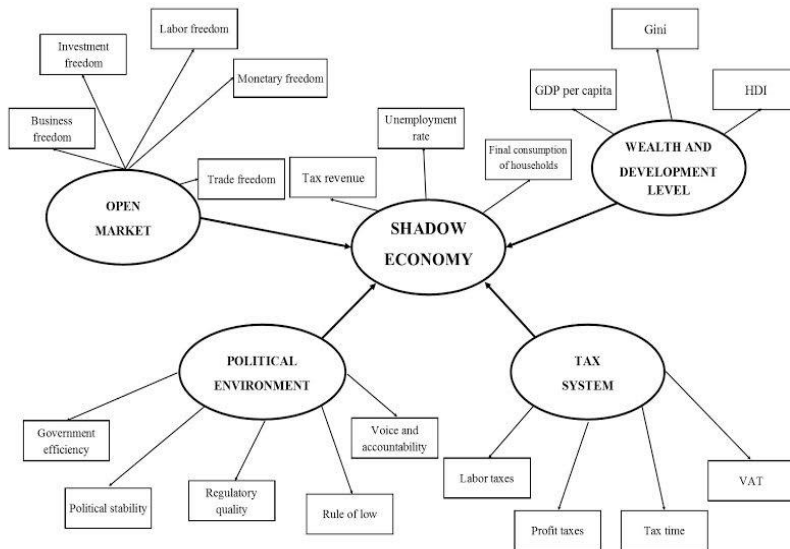 Labor freedom
Investment
freedom
Monetary freedom
Business
freedom
Trade freedom
OPEN
MARKET
Gini
GDP per capita
HDI
WEALTH AND
DEVELOPMENT
LEVEL
Unemployment
rate
Tax revenue
Final consumption
of households
SHADOW
ECONOMY
POLITICAL
ENVIRONMENT
Government
efficiency
Political stability
Regulatory
quality
Rule of low
Voice and
accountability
TAX
SYSTEM
Labor taxes
Profit taxes
Tax time
VAT